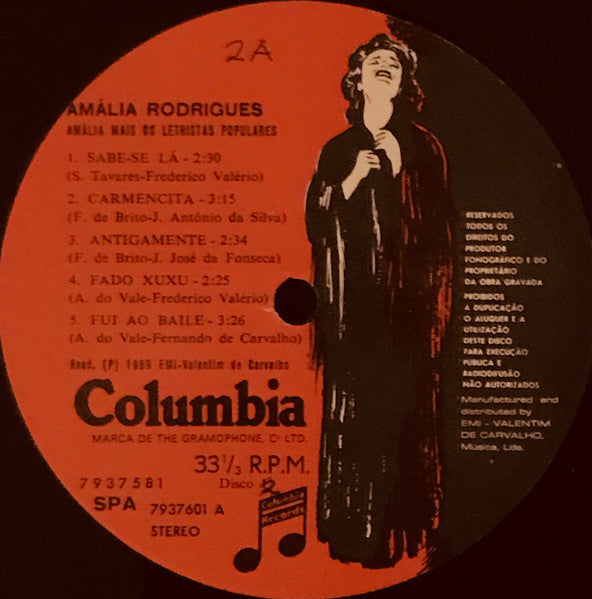 2A
AMÁLIA RODRIGUES
AMÁLIA MAIS OS LETRISTAS POPULARES
1. SABE-SE LÁ - 2:30
(S. Tavares-Frederico Valério)
2. CARMENCITA - 3:15
(F. de Brito-J. António da Silva)
3. ANTIGAMENTE - 2:34
(F. de Brito-J. José da Fonseca)
4. FADO XUXU - 2:25
(A. do Vale-Frederico Valério)
5. FUI AO BAILE - 3:26
(A. do Vale-Fernando de Carvalho)
Reed. (P) 1989 EMI-Valentim de Carvalho
Columbia
MARCA DE THE GRAMOPHONE, Cº LTD.
33 1/3 R.P.M.
7937581
Disco 2
SPA 7937601 A
STEREO
Columbia
Records
RESERVADOS
TODOS OS
DIREITOS DO
PRODUTOR
FONOGRÁFICO E DO
PROPRIETÁRIO
DA OBRA GRAVADA
PROIBIDOS
A DUPLICAÇÃO
O ALUGUER E A
UTILIZAÇÃO
DESTE DISCO
PARA EXECUÇÃO
PÚBLICA E
RADIODIFUSÃO
NÃO AUTORIZADOS
Manufactured and
distributed by
EMI - VALENTIM
DE CARVALHO,
Música, Lda.